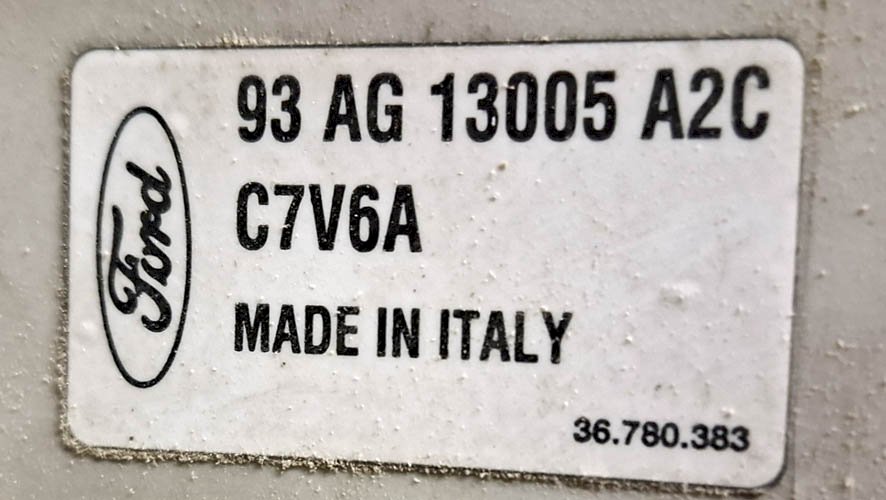 93 AG 13005 A2C
Ford
C7V6A
MADE IN ITALY
36.780.383